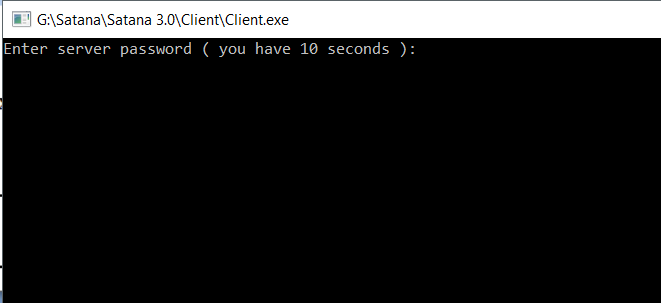 G:\Satana\Satana 3.0\Client\Client.exe
Enter server password ( you have 10 seconds ):